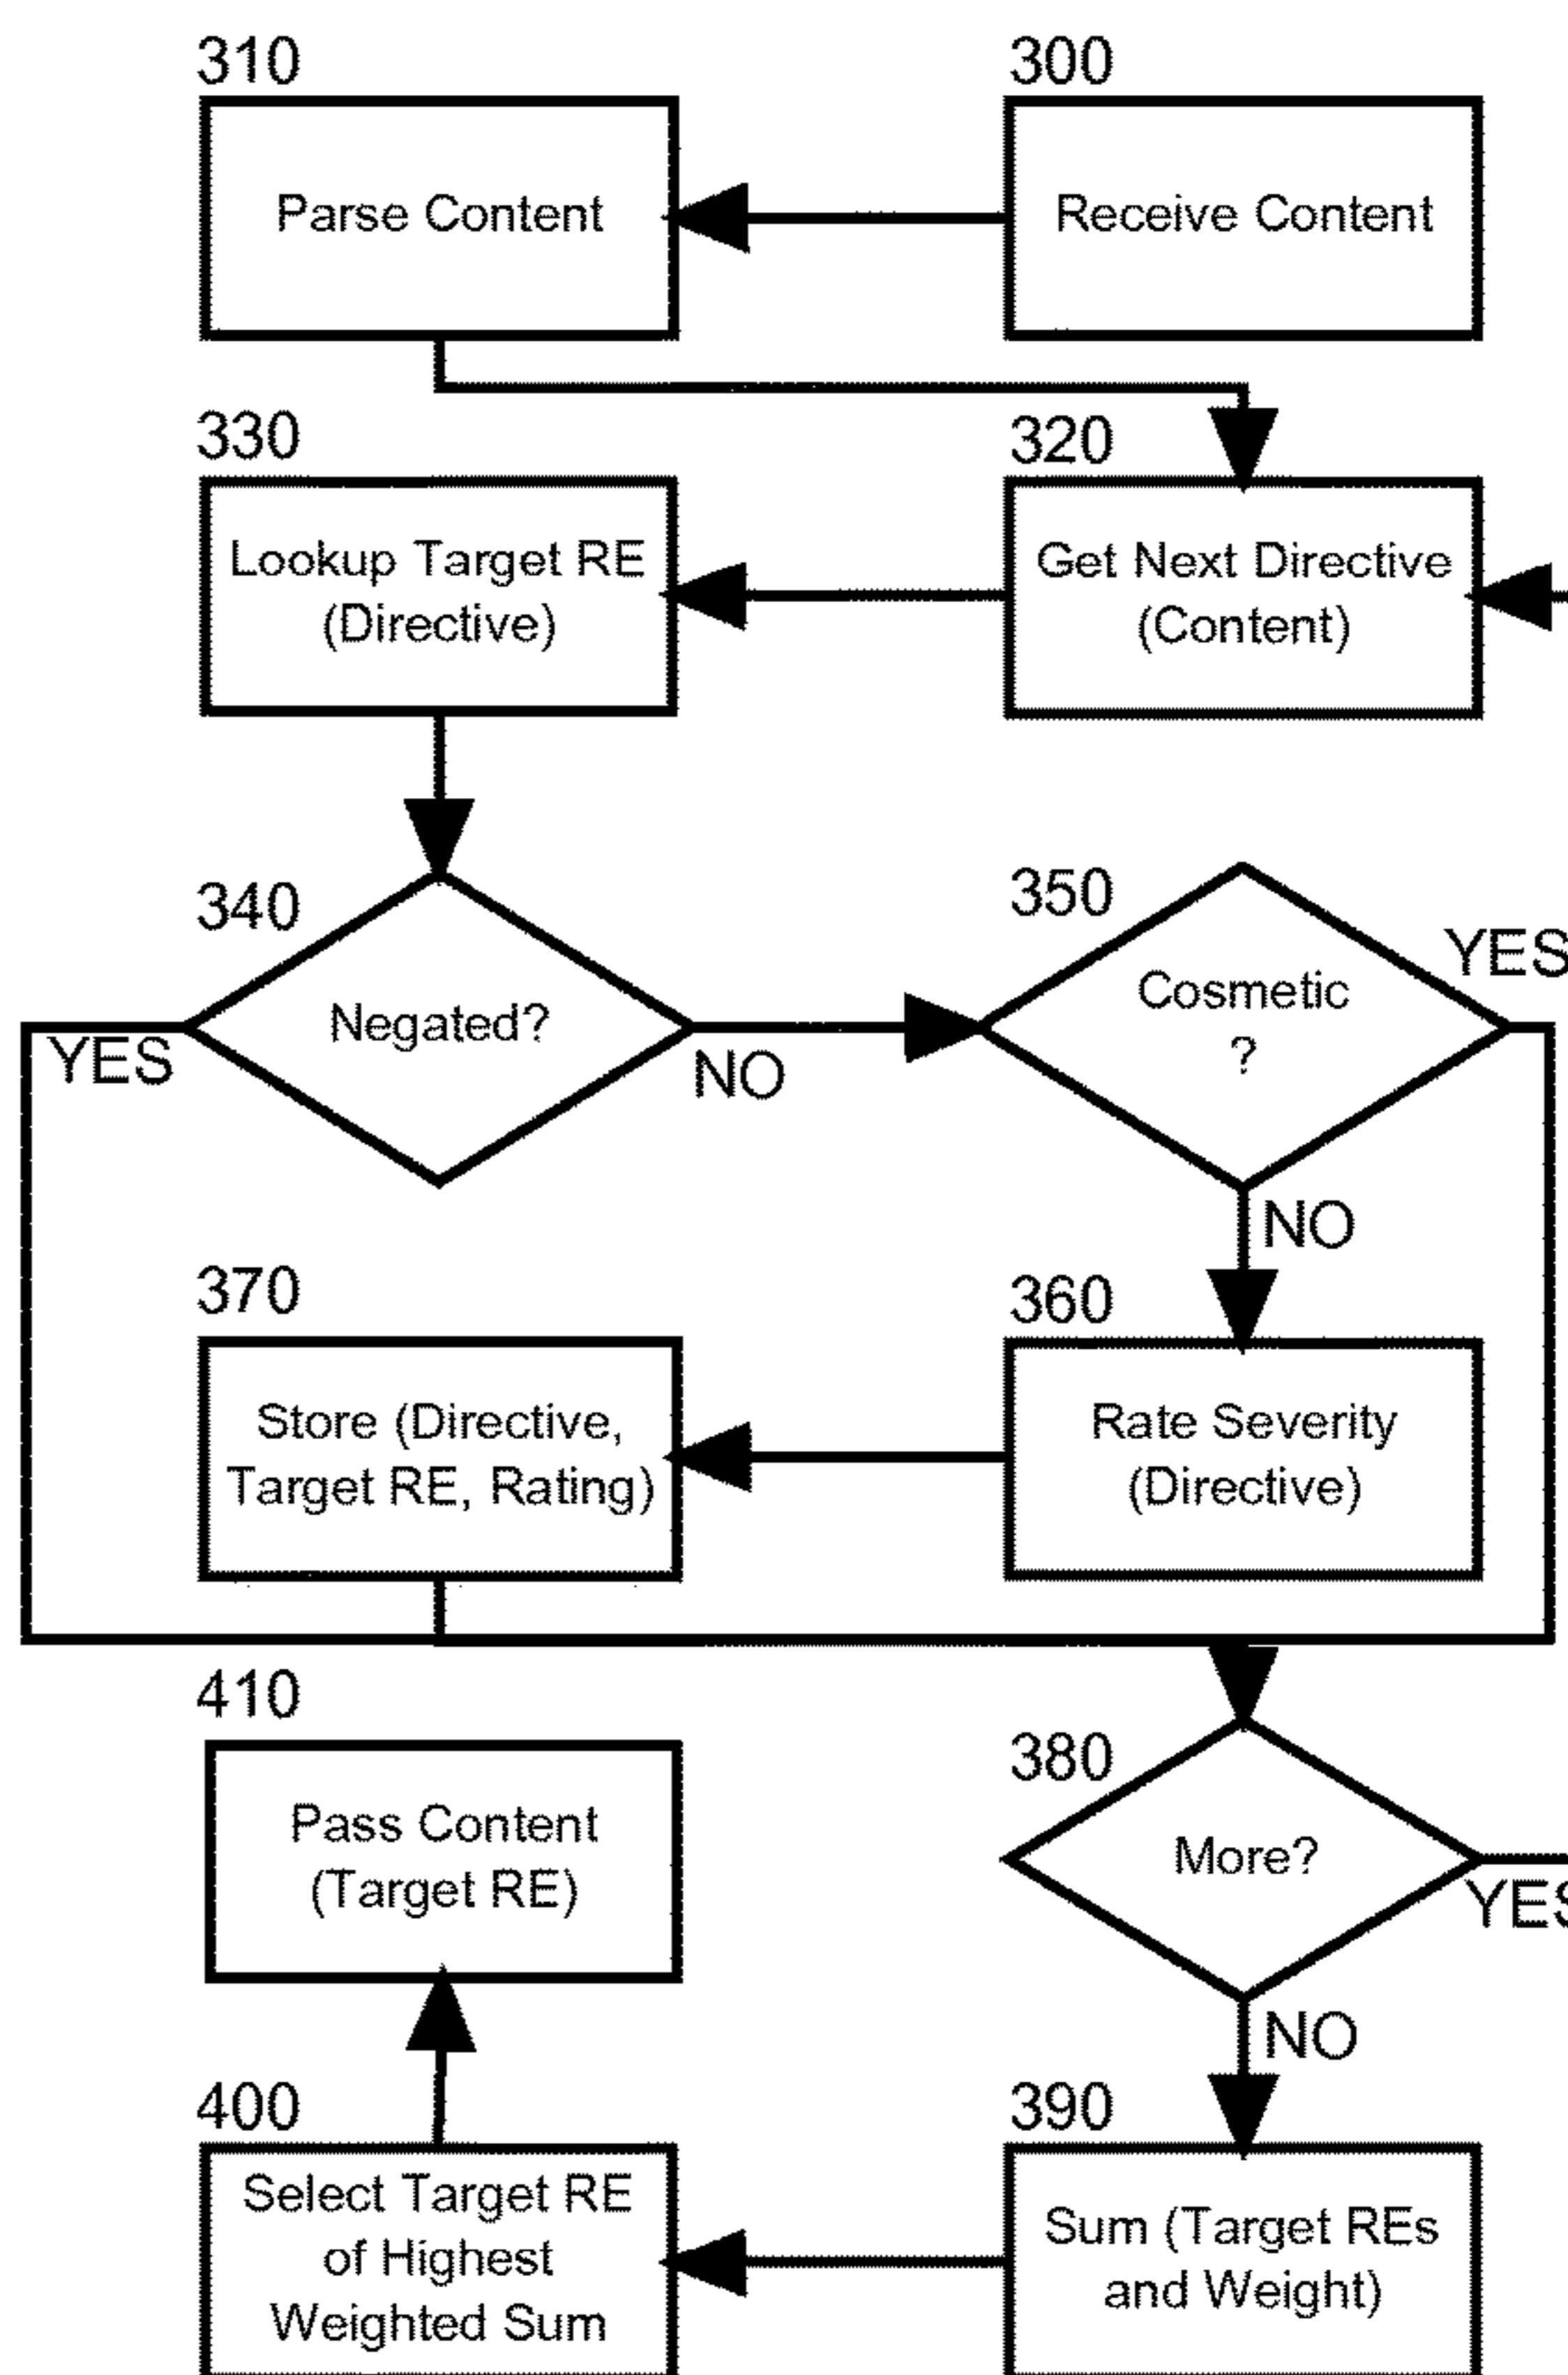 310
300
Parse Content
Receive Content
330
320
Lookup Target RE
(Directive)
Get Next Directive
(Content)
340
350
YES
Negated?
Cosmetic
?
YES
NO
NO
370
360
Store (Directive,
Target RE, Rating)
Rate Severity
(Directive)
410
380
Pass Content
(Target RE)
More?
YES
NO
400
390
Select Target RE
of Highest
Weighted Sum
Sum (Target REs
and Weight)